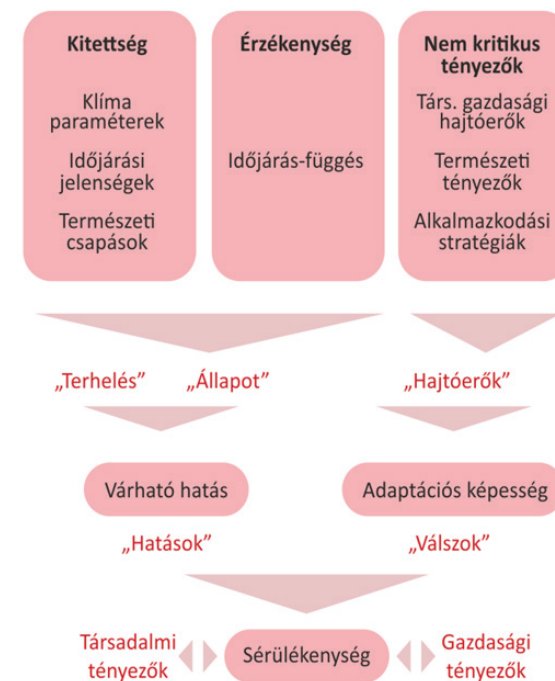 Kitettség
Klíma
paraméterek
Időjárási
jelenségek
Természeti
csapások
Érzékenység
Időjárás-függés
Nem kritikus
tényezők
Társ. gazdasági
hajtóerők
Természeti
tényezők
Alkalmazkodási
stratégiák
„Terhelés”
„Állapot”
„Hajtóerők”
Várható hatás
Adaptációs képesség
„Hatások”
„Válszok”
Társadalmi
tényezők
Sérülékenység
Gazdasági
tényezők